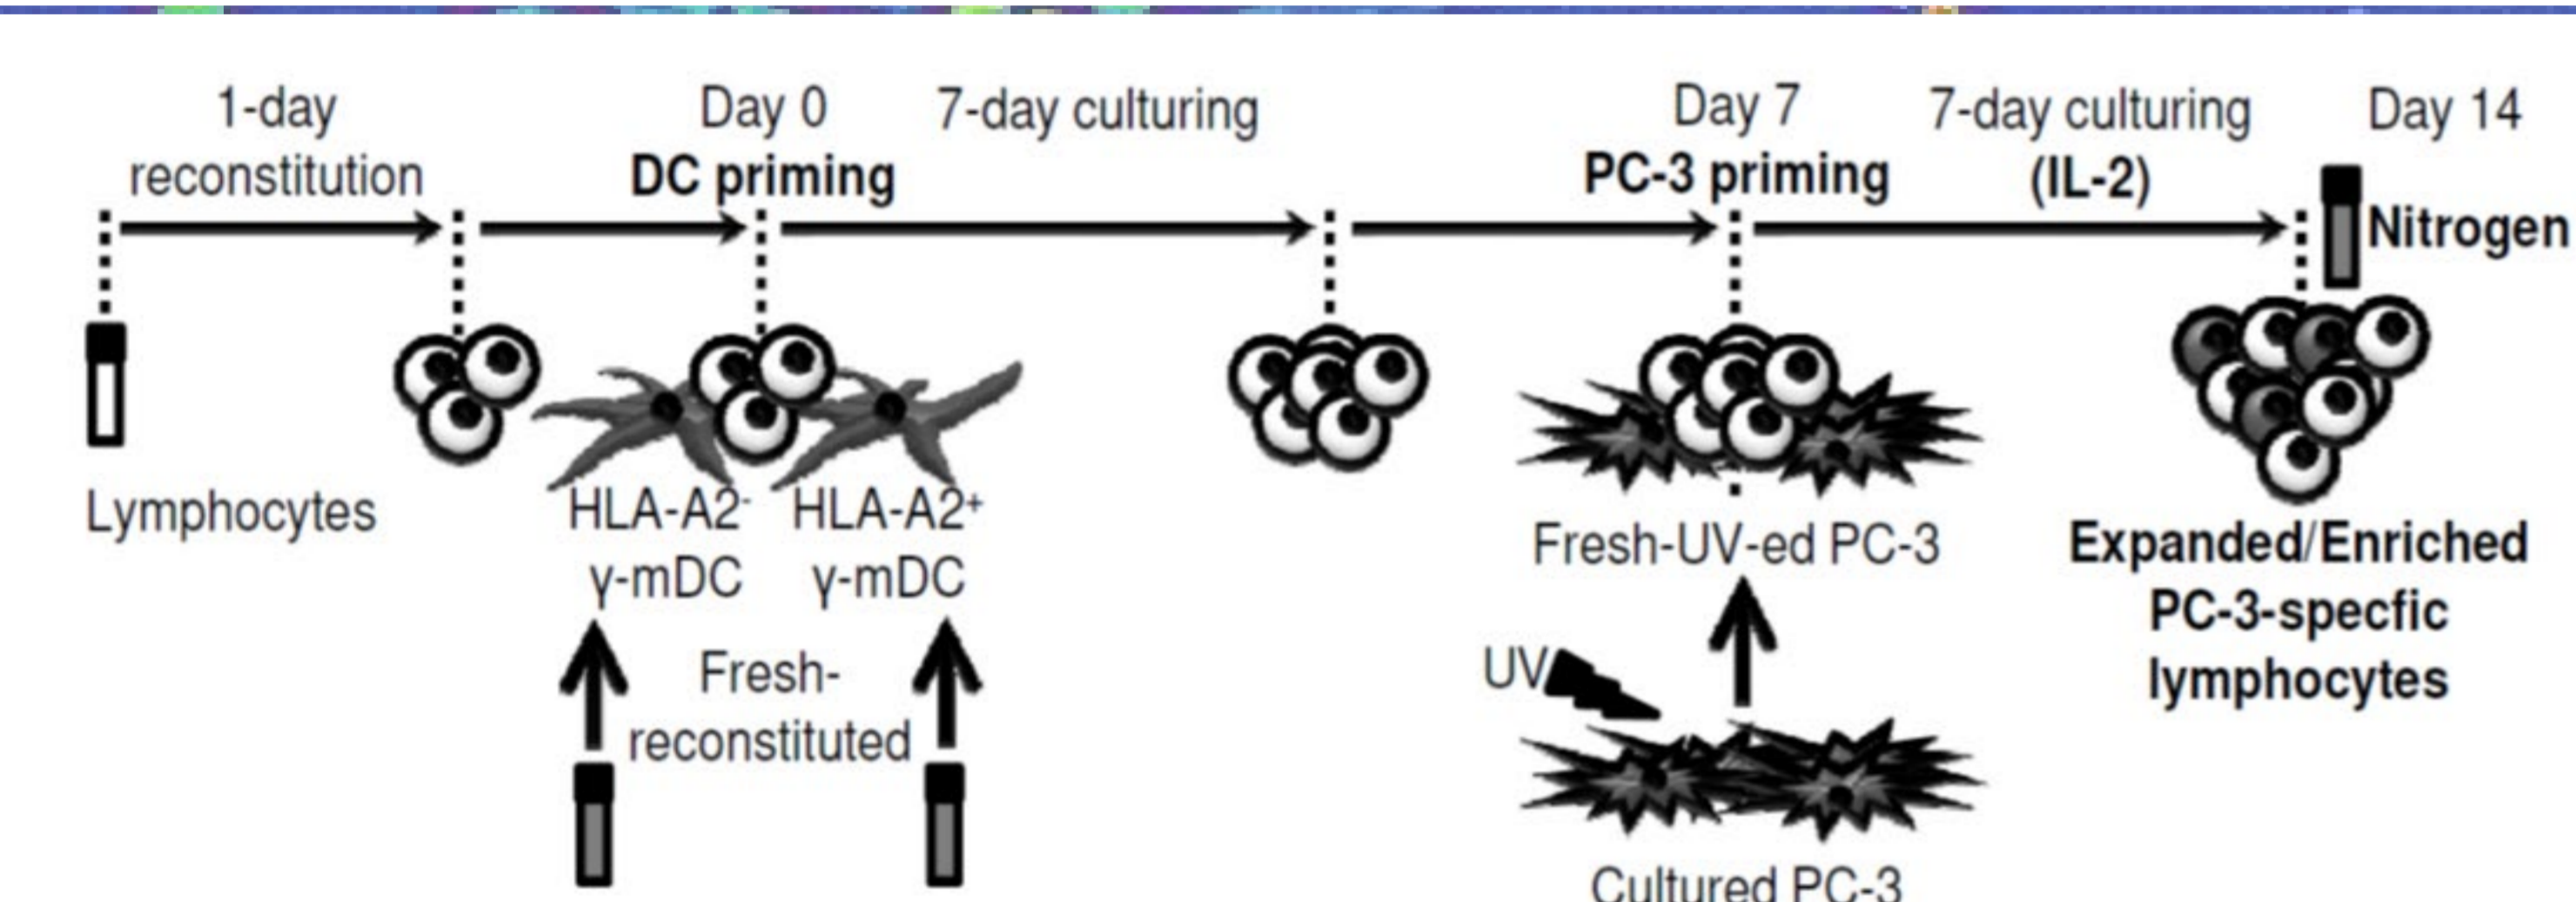 1-day
reconstitution
Day 0
DC priming
7-day culturing
Day 7
PC-3 priming
7-day culturing
(IL-2)
Day 14
Nitrogen
Lymphocytes
HLA-A2-
γ-mDC
HLA-A2+
γ-mDC
Fresh-
reconstituted
Fresh-UV-ed PC-3
UV
Cultured PC-3
Expanded/Enriched
PC-3-specfic
lymphocytes